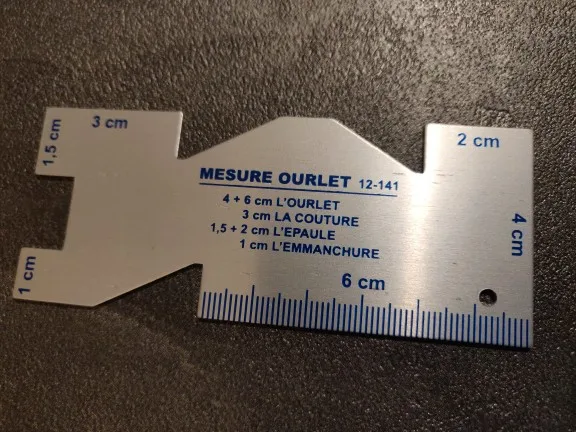 3 cm
1,5 cm
2 cm
MESURE OURLET 12-141
4 + 6 cm L'OURLET
3 cm LA COUTURE
1,5 + 2 cm L'EPAULE
1 cm L'EMMANCHURE
4 cm
1 cm
6 cm